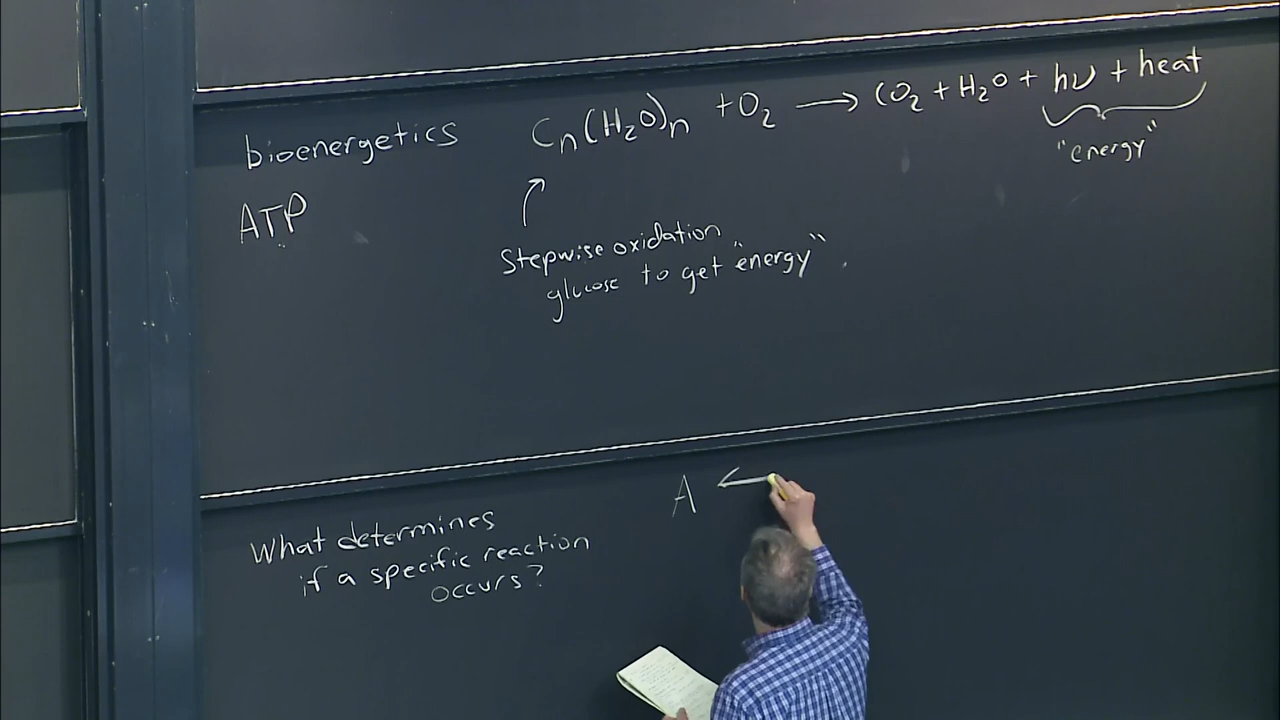 bioenergetics
ATP
Cn(H2O)n + O2 → CO2 + H2O + hν + heat
"energy"
Stepwise oxidation
glucose to get "energy".
What determines
if a specific reaction
occurs?
A ←